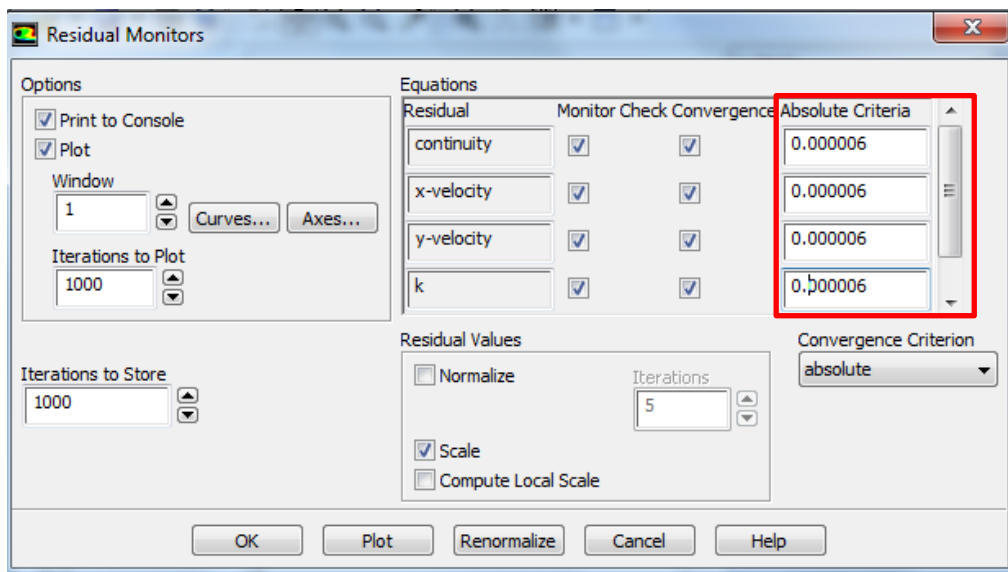 Residual Monitors
Options
Print to Console
Plot
Window
1
Curves...
Axes...
Iterations to Plot
1000
Iterations to Store
1000
Equations
Residual Monitor Check Convergence Absolute Criteria
continuity 0.000006
x-velocity 0.000006
y-velocity 0.000006
k 0.000006
Residual Values
Normalize
Iterations
5
Scale
Compute Local Scale
Convergence Criterion
absolute
OK Plot Renormalize Cancel Help